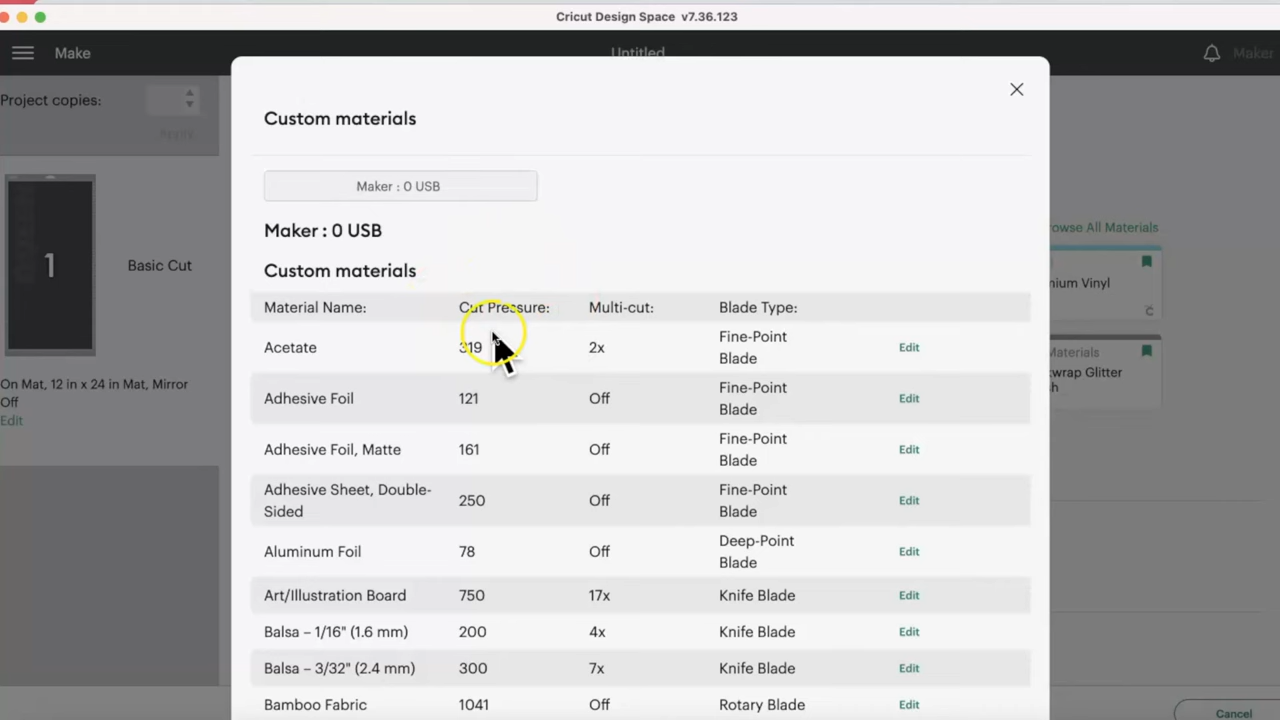 Cricut Design Space v7.36.123
Make
Untitled
Maker
Project copies:
Apply
1
Basic Cut
On Mat, 12 in x 24 in Mat, Mirror
Off
Edit
Custom materials
Maker : 0 USB
Maker : 0 USB
Custom materials
Material Name: Cut Pressure: Multi-cut: Blade Type:
Acetate 319 2x Fine-Point
Blade Edit
Adhesive Foil 121 Off Fine-Point
Blade Edit
Adhesive Foil, Matte 161 Off Fine-Point
Blade Edit
Adhesive Sheet, Double-
Sided 250 Off Fine-Point
Blade Edit
Aluminum Foil 78 Off Deep-Point
Blade Edit
Art/Illustration Board 750 17x Knife Blade Edit
Balsa – 1/16" (1.6 mm) 200 4x Knife Blade Edit
Balsa – 3/32" (2.4 mm) 300 7x Knife Blade Edit
Bamboo Fabric 1041 Off Rotary Blade Edit
owse All Materials
nium Vinyl
C
Materials
wrap Glitter
h
Cancel